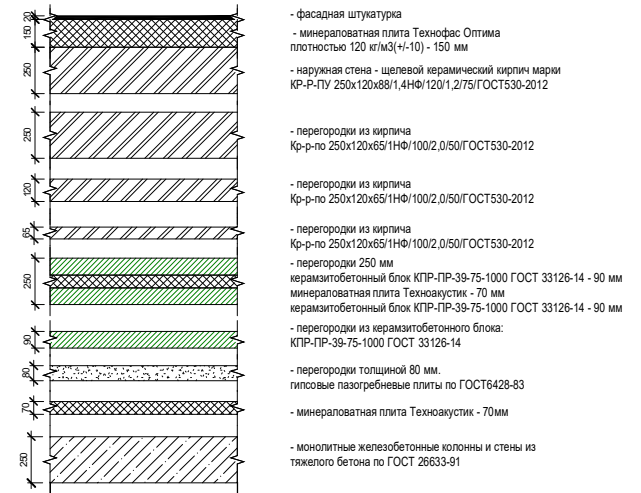 20
- фасадная штукатурка
150
- минераловатная плита Технофас Оптима
плотностью 120 кг/м3(+/-10) - 150 мм
250
- наружная стена - щелевой керамический кирпич марки
КР-Р-ПУ 250х120х88/1,4НФ/120/1,2/75/ГОСТ530-2012
250
- перегородки из кирпича
Кр-р-по 250х120х65/1НФ/100/2,0/50/ГОСТ530-2012
120
- перегородки из кирпича
Кр-р-по 250х120х65/1НФ/100/2,0/50/ГОСТ530-2012
65
- перегородки из кирпича
Кр-р-по 250х120х65/1НФ/100/2,0/50/ГОСТ530-2012
250
- перегородки 250 мм
керамзитобетонный блок КПР-ПР-39-75-1000 ГОСТ 33126-14 - 90 мм
минераловатная плита Техноакустик - 70 мм
керамзитобетонный блок КПР-ПР-39-75-1000 ГОСТ 33126-14 - 90 мм
90
- перегородки из керамзитобетонного блока:
КПР-ПР-39-75-1000 ГОСТ 33126-14
80
- перегородки толщиной 80 мм.
гипсовые пазогребневые плиты по ГОСТ6428-83
70
- минераловатная плита Техноакустик - 70мм
250
- монолитные железобетонные колонны и стены из
тяжелого бетона по ГОСТ 26633-91